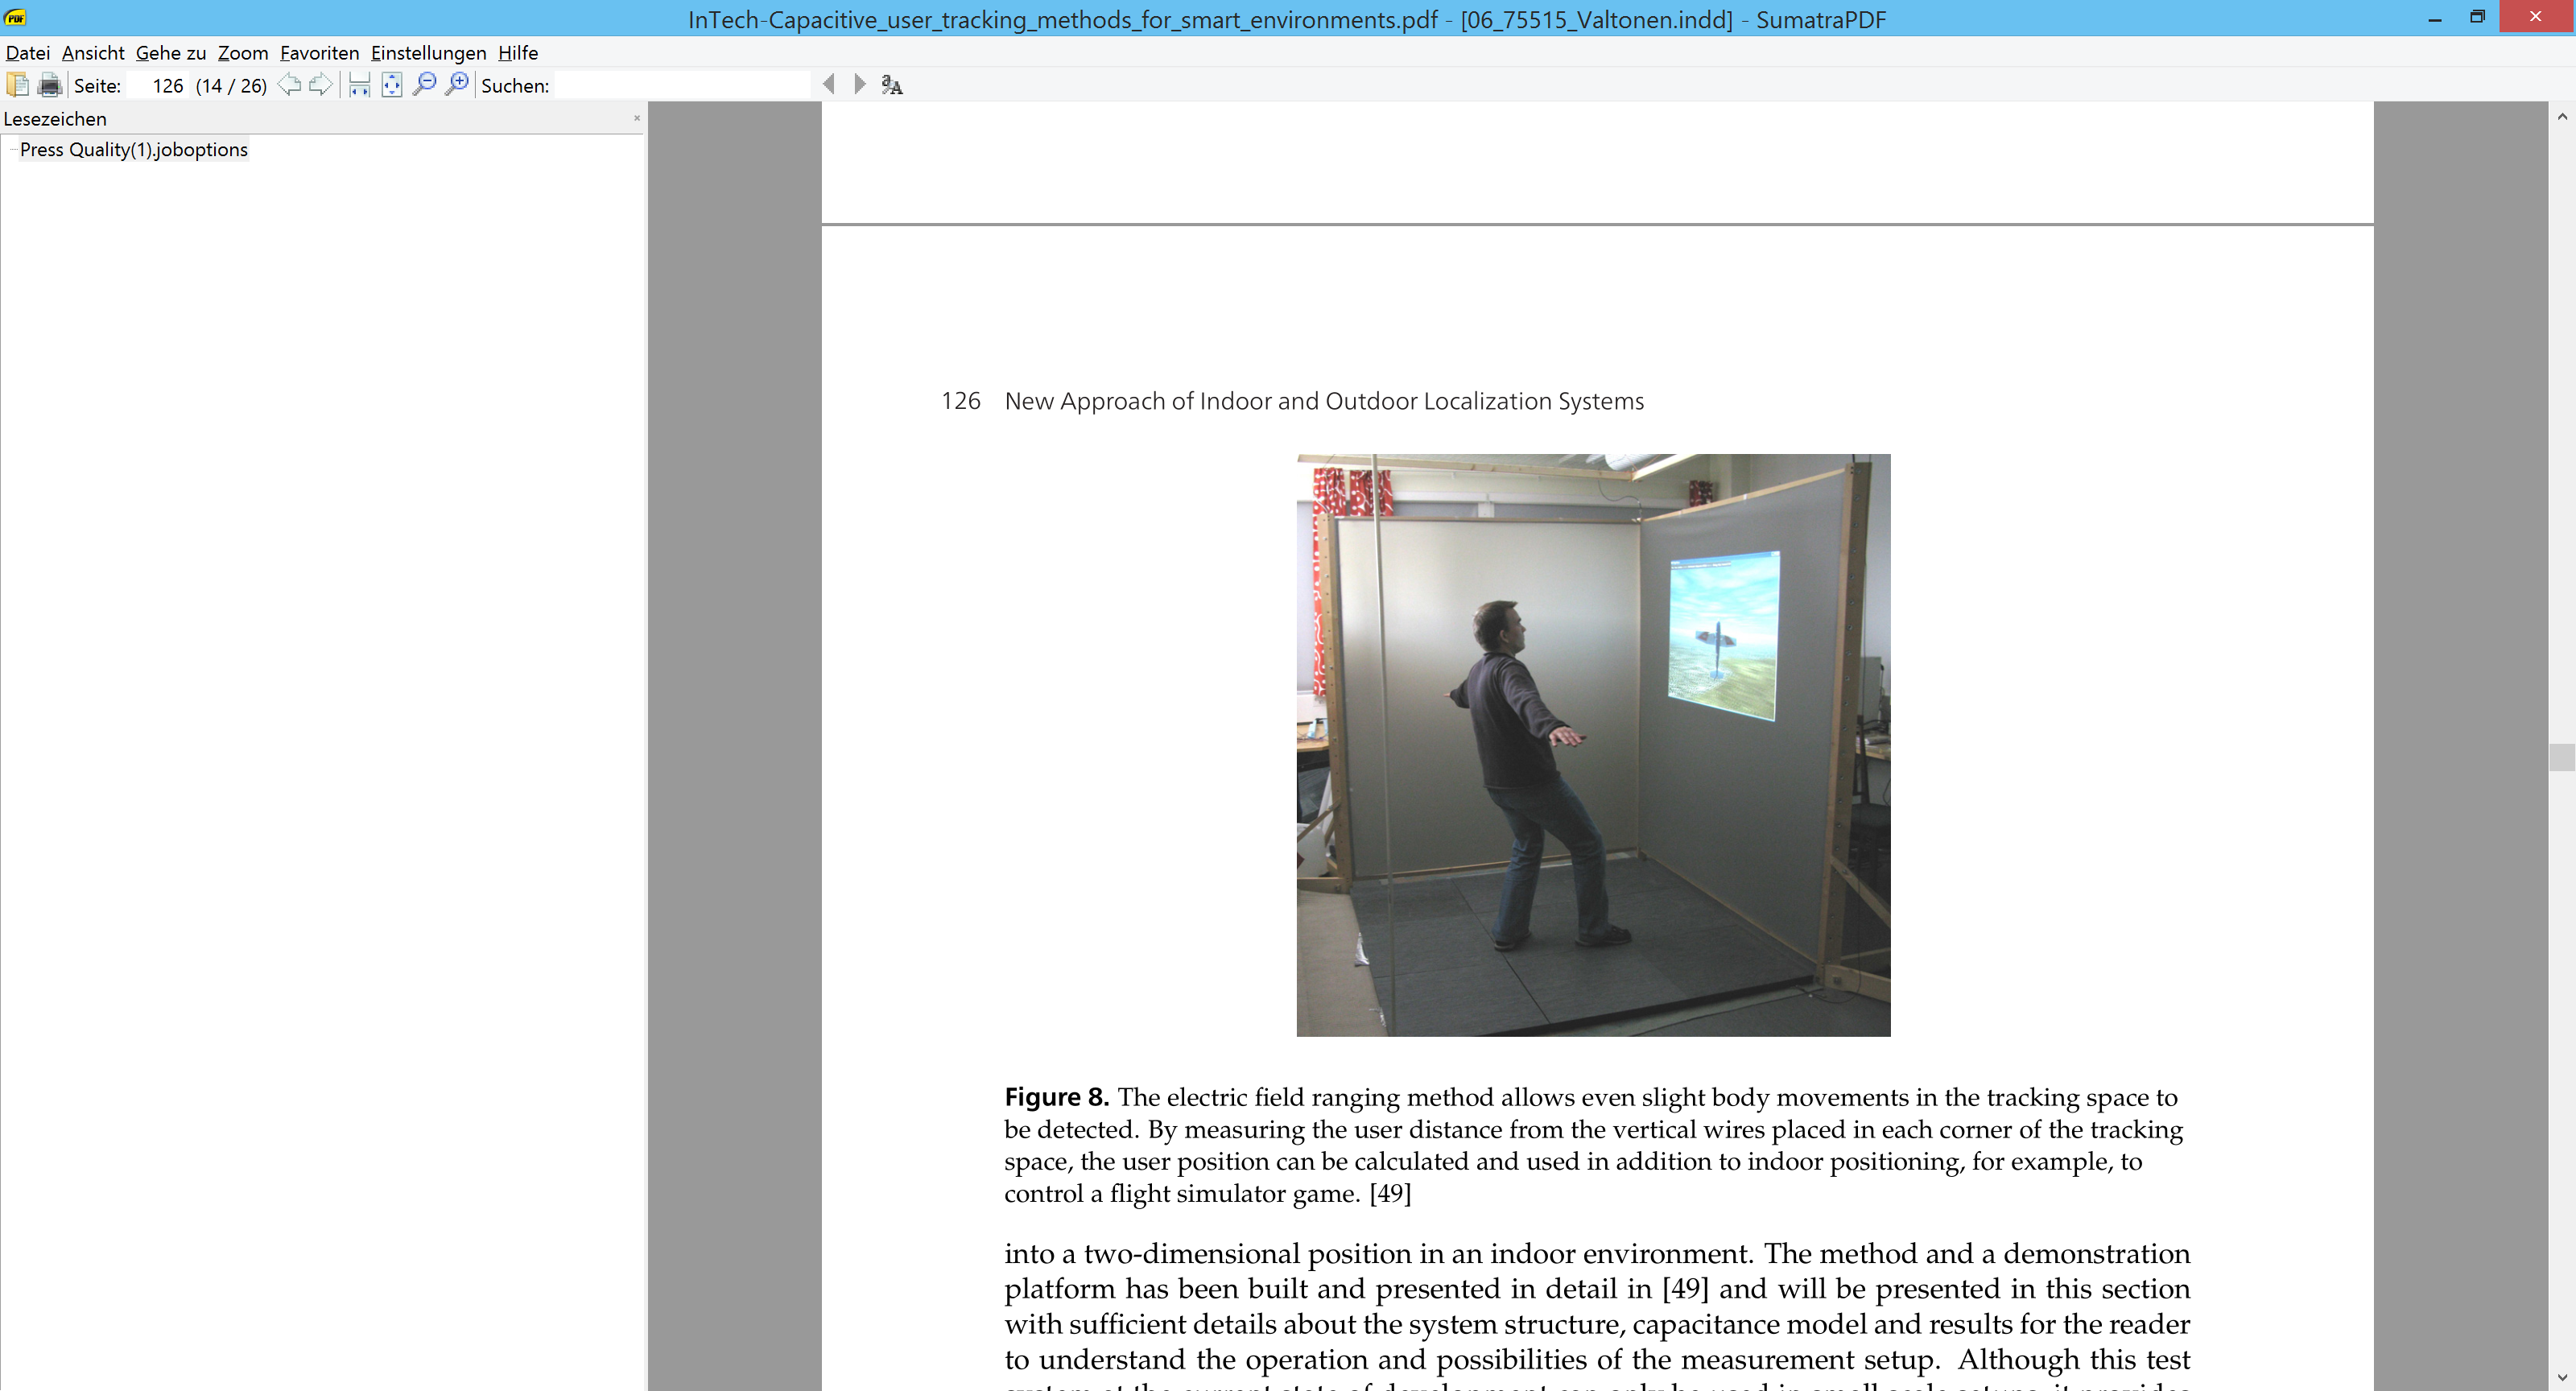 InTech-Capacitive_user_tracking_methods_for_smart_environments.pdf - [06_75515_Valtonen.indd] - SumatraPDF
Datei Ansicht Gehe zu Zoom Favoriten Einstellungen Hilfe
Seite: 126 (14 / 26) Suchen:
Lesezeichen
Press Quality(1).joboptions
126 New Approach of Indoor and Outdoor Localization Systems
Figure 8. The electric field ranging method allows even slight body movements in the tracking space to
be detected. By measuring the user distance from the vertical wires placed in each corner of the tracking
space, the user position can be calculated and used in addition to indoor positioning, for example, to
control a flight simulator game. [49]
into a two-dimensional position in an indoor environment. The method and a demonstration
platform has been built and presented in detail in [49] and will be presented in this section
with sufficient details about the system structure, capacitance model and results for the reader
to understand the operation and possibilities of the measurement setup. Although this test